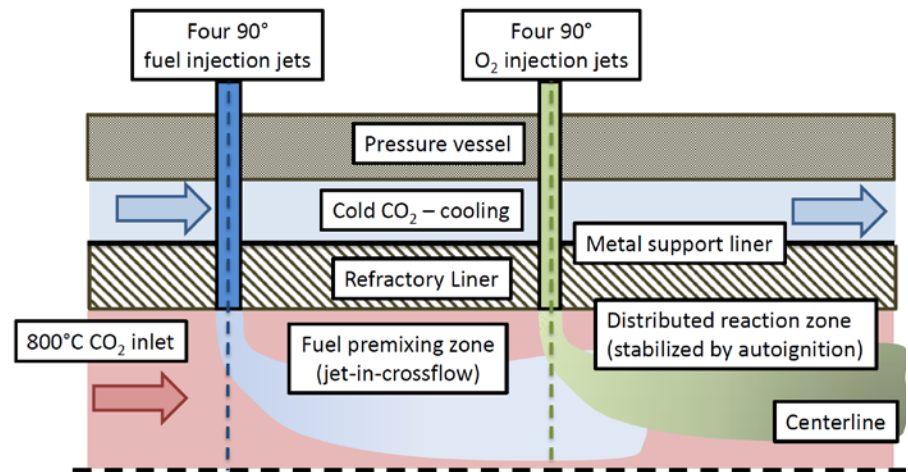 Four 90°
fuel injection jets
Four 90°
O₂ injection jets
Pressure vessel
Cold CO₂ – cooling
Metal support liner
Refractory Liner
800°C CO₂ inlet
Fuel premixing zone
(jet-in-crossflow)
Distributed reaction zone
(stabilized by autoignition)
Centerline